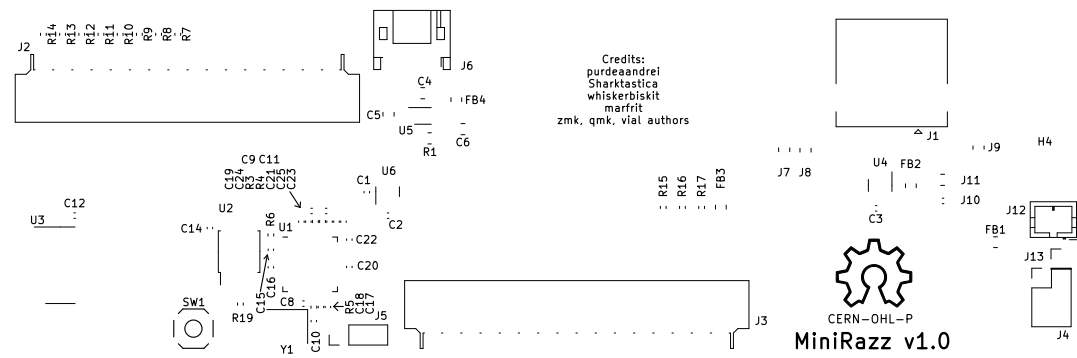 R14
R13
R12
R11
R10
R9
R8
R7
J2
J6
C4
FB4
C5
U5
C6
R1
Credits:
purdeaandrei
Sharktastica
whiskerbiskit
marfrit
zmk, qmk, vial authors
J1
J7
J8
J9
H4
U4
FB2
J11
J10
C3
J12
FB1
J13
J4
R15
R16
R17
FB3
C9
C11
C19
C24
R3
R4
C21
C25
C23
C1
U6
C2
C12
U3
U2
C14
R6
U1
C22
C20
C15
C16
C8
R5
C18
C17
SW1
R19
C10
Y1
J5
J3
CERN-OHL-P
MiniRazz v1.0